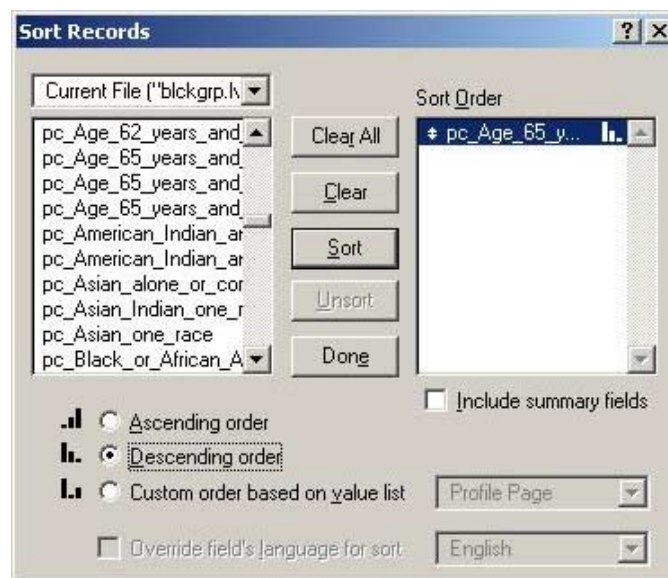 Sort Records
Current File ("blckgrp.
Sort Order
pc_Age_62_years_and_
pc_Age_65_years_and_
pc_Age_65_years_and_
pc_Age_65_years_and_
pc_American_Indian_ar
pc_American_Indian_ar
pc_Asian_alone_or_cor
pc_Asian_Indian_one_r
pc_Asian_one_race
pc_Black_or_African_A
Clear All
Clear
Sort
Unsort
Done
pc_Age_65_y...
Include summary fields
Ascending order
Descending order
Custom order based on value list
Profile Page
Override field's language for sort
English